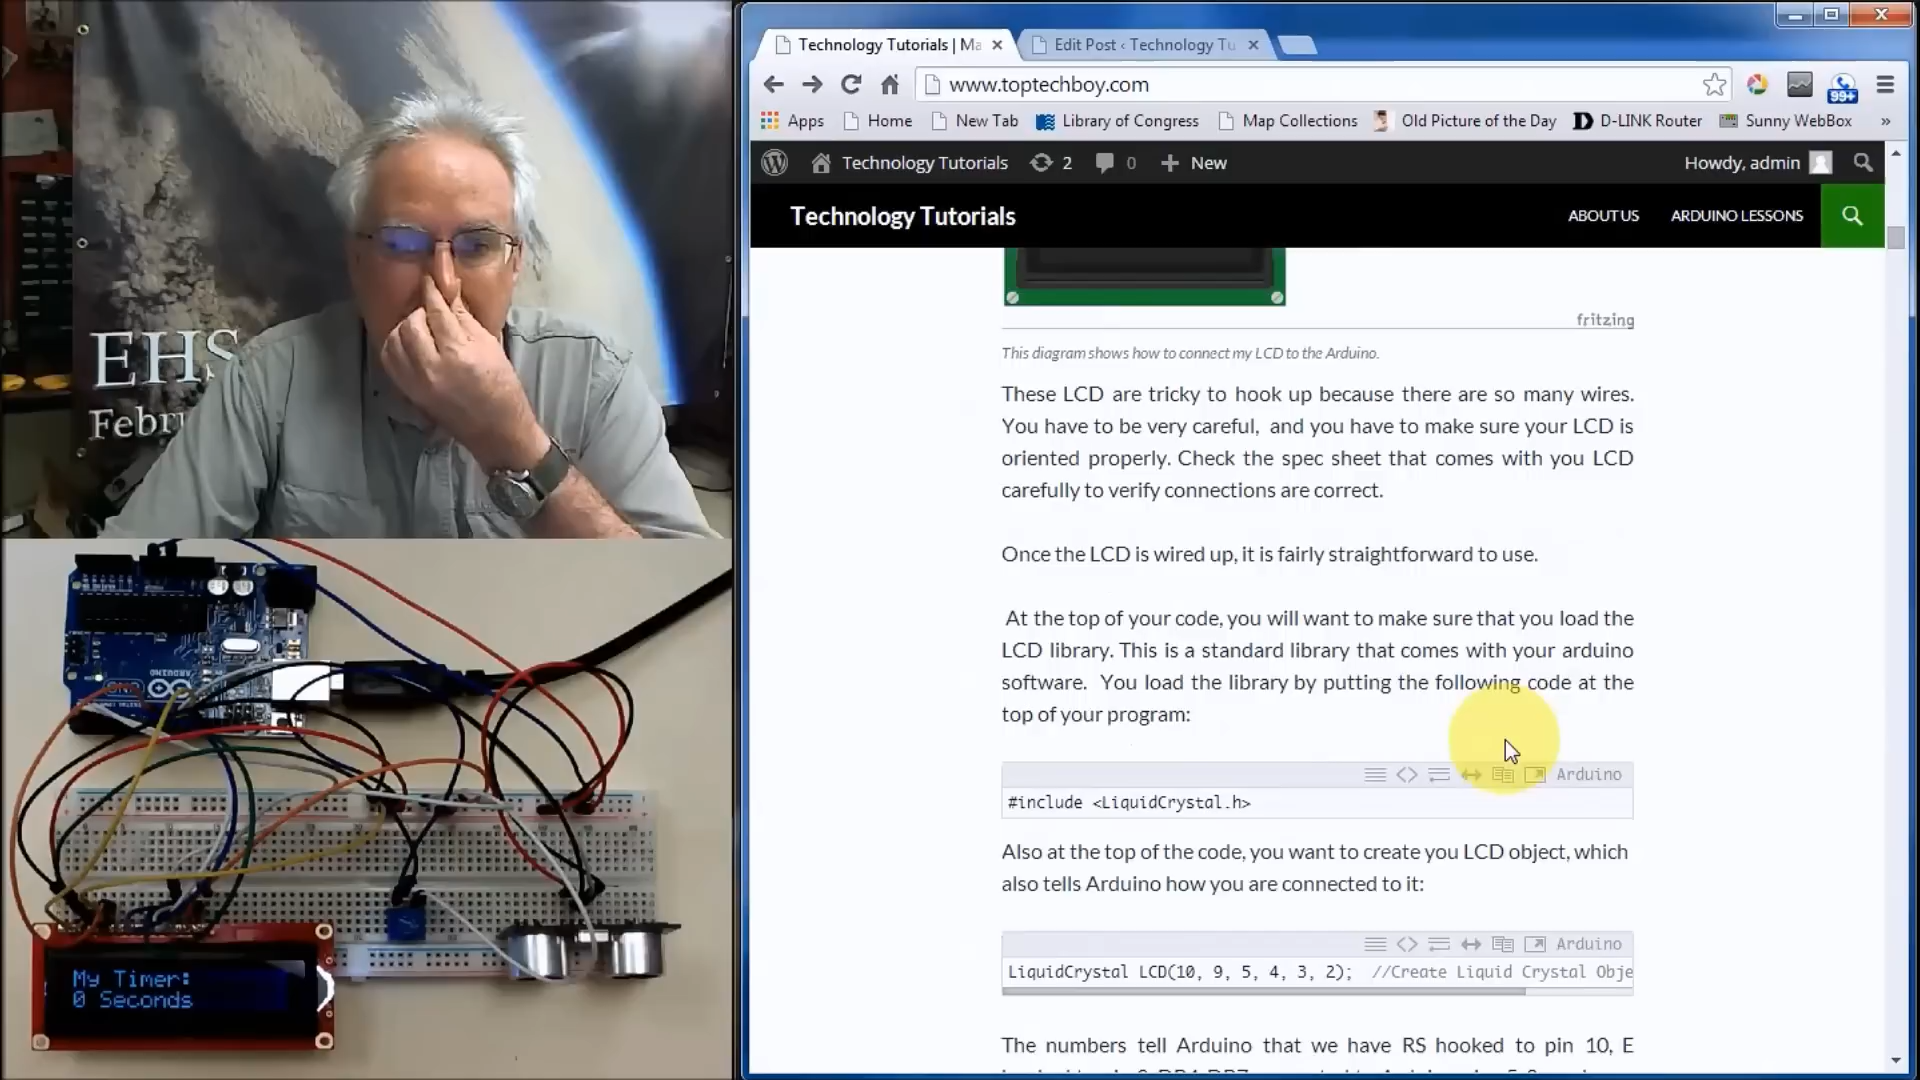 EHS
Febru
ARDUINO
My Timer:
0 Seconds
Technology Tutorials | Ma
Edit Post ‹ Technology Tu
www.toptechboy.com
99+
Apps
Home
New Tab
Library of Congress
Map Collections
Old Picture of the Day
D-LINK Router
Sunny WebBox
»
Technology Tutorials
2
0
New
Howdy, admin
Technology Tutorials
ABOUT US
ARDUINO LESSONS
fritzing
This diagram shows how to connect my LCD to the Arduino.
These LCD are tricky to hook up because there are so many wires.
You have to be very careful, and you have to make sure your LCD is
oriented properly. Check the spec sheet that comes with you LCD
carefully to verify connections are correct.
Once the LCD is wired up, it is fairly straightforward to use.
At the top of your code, you will want to make sure that you load the
LCD library. This is a standard library that comes with your arduino
software. You load the library by putting the following code at the
top of your program:
Arduino
#include <LiquidCrystal.h>
Also at the top of the code, you want to create you LCD object, which
also tells Arduino how you are connected to it:
Arduino
LiquidCrystal LCD(10, 9, 5, 4, 3, 2); //Create Liquid Crystal Obje
The numbers tell Arduino that we have RS hooked to pin 10, E